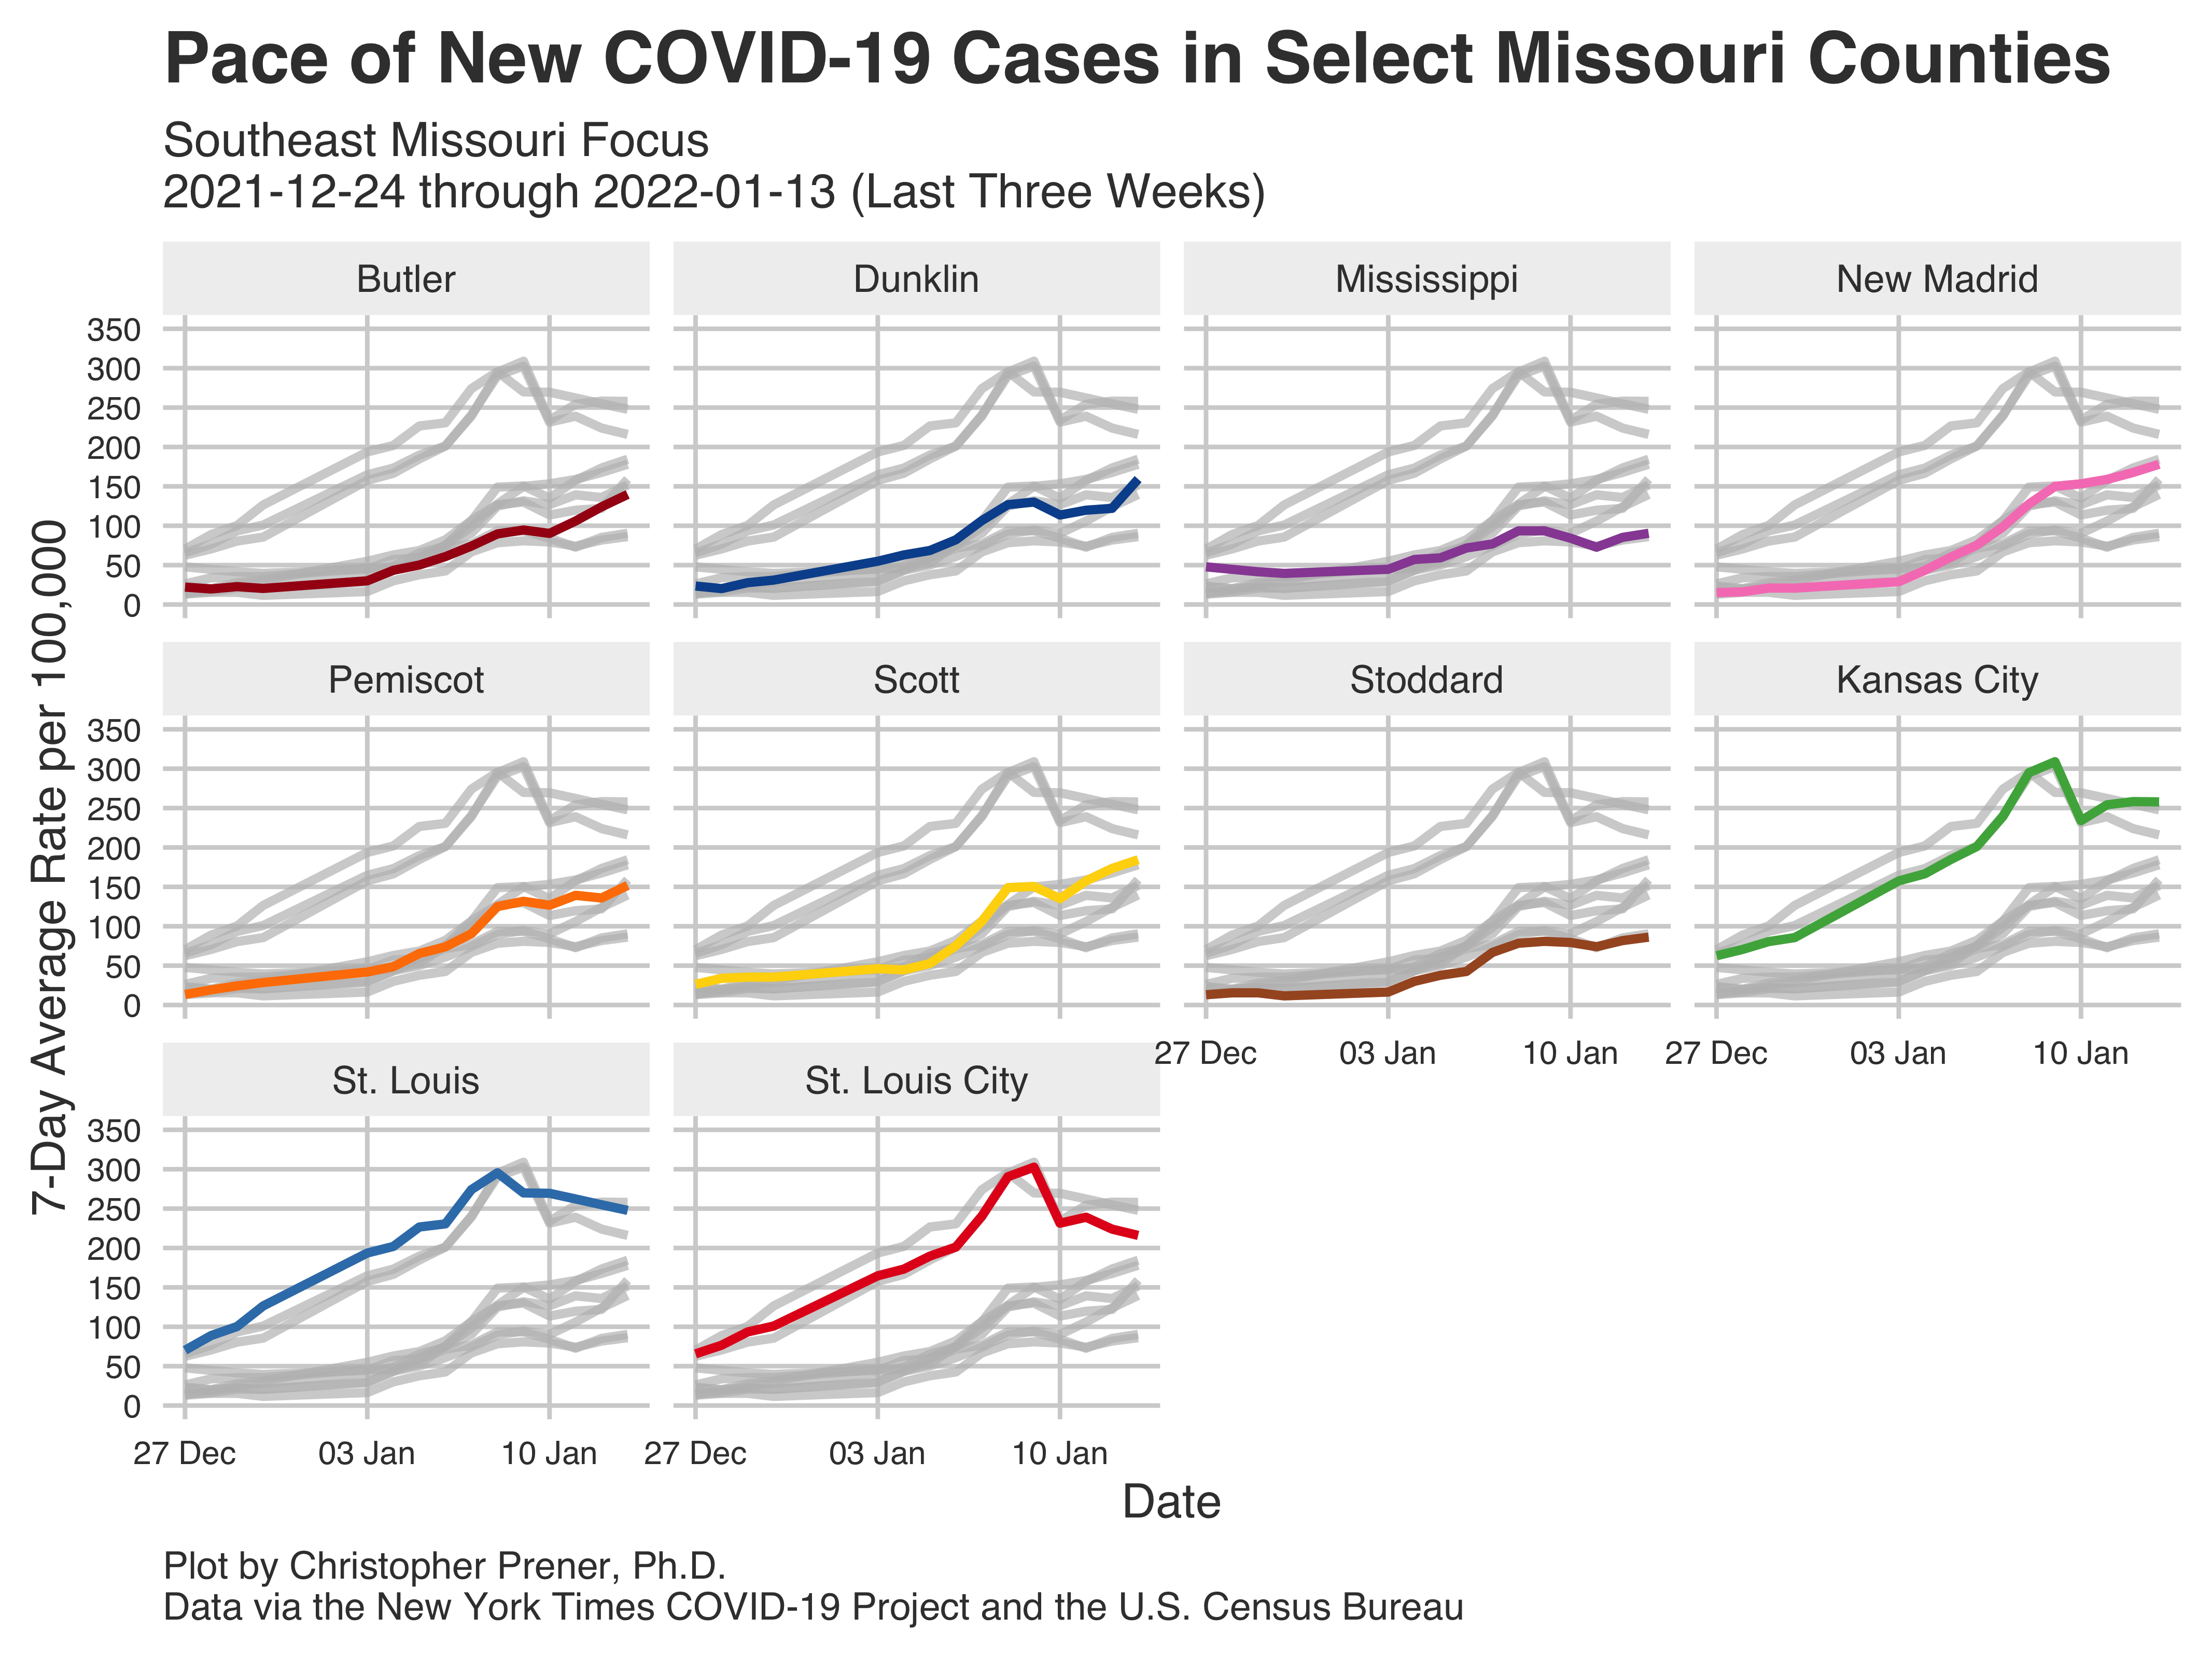 Pace of New COVID-19 Cases in Select Missouri Counties
Southeast Missouri Focus
2021-12-24 through 2022-01-13 (Last Three Weeks)
7-Day Average Rate per 100,000
Butler
Dunklin
Mississippi
New Madrid
350
300
250
200
150
100
50
0
Pemiscot
Scott
Stoddard
Kansas City
350
300
250
200
150
100
50
0
27 Dec 03 Jan 10 Jan
27 Dec 03 Jan 10 Jan
St. Louis
St. Louis City
350
300
250
200
150
100
50
0
27 Dec 03 Jan 10 Jan
27 Dec 03 Jan 10 Jan
Date
Plot by Christopher Prener, Ph.D.
Data via the New York Times COVID-19 Project and the U.S. Census Bureau